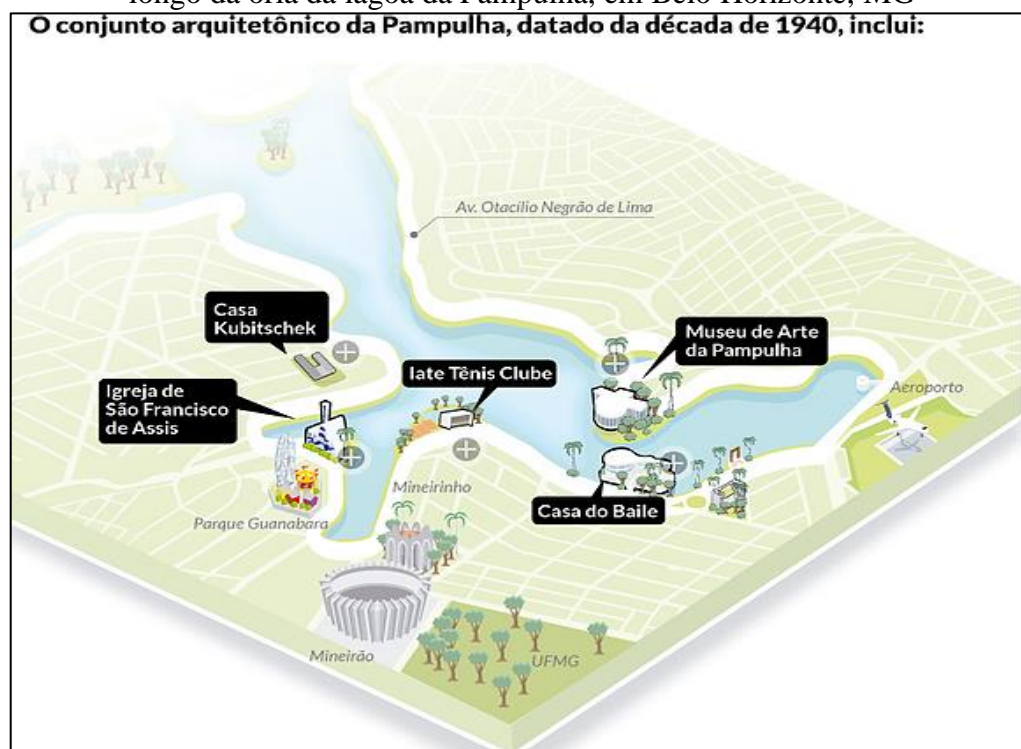 longo da orla da lagoa da Pampulha, em Belo Horizonte, MG
O conjunto arquitetônico da Pampulha, datado da década de 1940, inclui:
Av. Otacílio Negrão de Lima
Casa
Kubitschek
Museu de Arte
da Pampulha
Iate Tênis Clube
Aeroporto
Igreja de
São Francisco
de Assis
Mineirinho
Casa do Baile
Parque Guanabara
Mineirão
UFMG